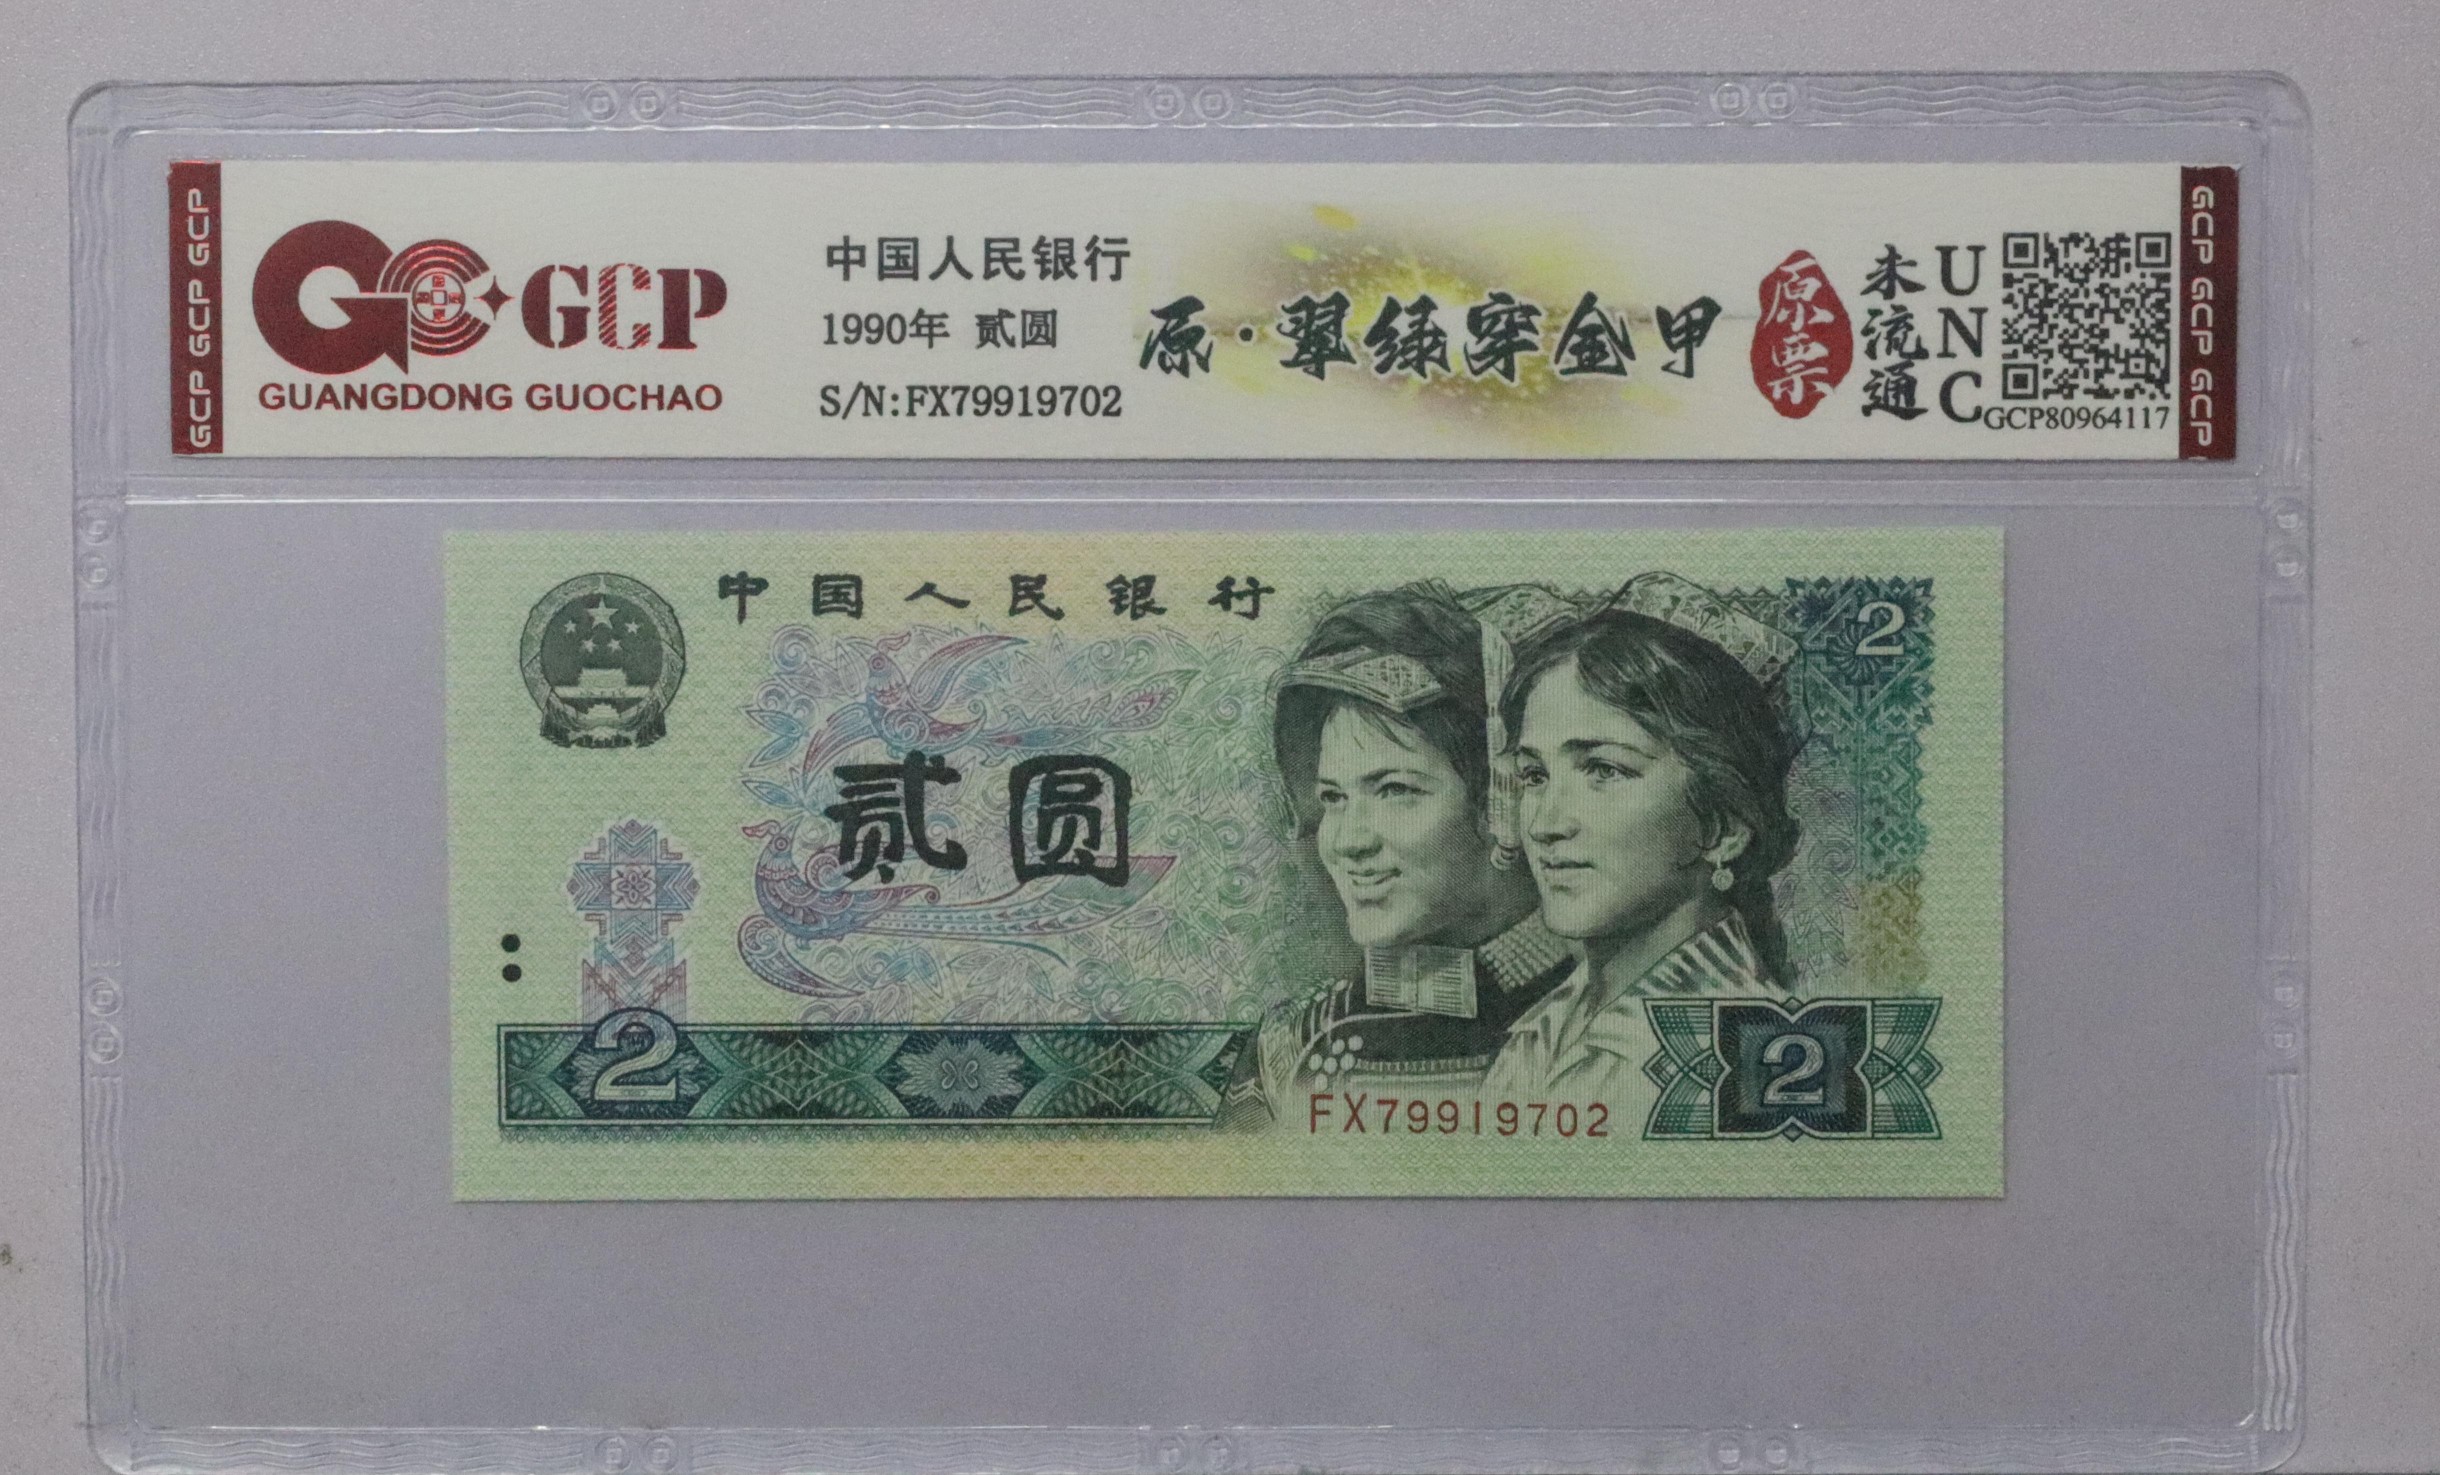 GCP GCP GCP
GCP
GUANGDONG GUOCHAO
中国人民银行
1990年 贰圆
S/N:FX79919702
原·翠绿穿金甲
原票
未流通
UNC
GCP80964117
GCP GCP GCP
中国人民银行
2
贰圆
2
FX79919702
2